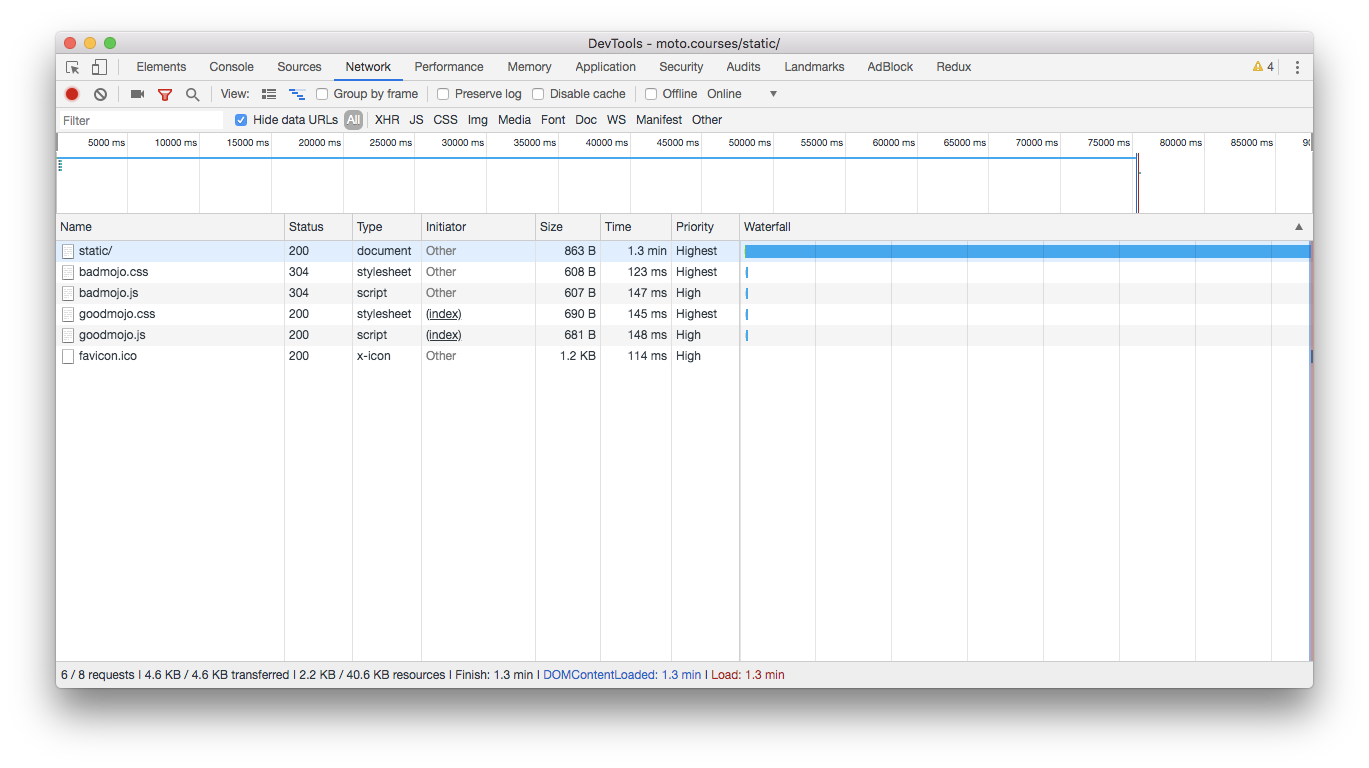 DevTools - moto.courses/static/
Elements Console Sources Network Performance Memory Application Security Audits Landmarks AdBlock Redux 4
View: Group by frame Preserve log Disable cache Offline Online
Filter Hide data URLs All XHR JS CSS Img Media Font Doc WS Manifest Other
5000 ms 10000 ms 15000 ms 20000 ms 25000 ms 30000 ms 35000 ms 40000 ms 45000 ms 50000 ms 55000 ms 60000 ms 65000 ms 70000 ms 75000 ms 80000 ms 85000 ms
Name Status Type Initiator Size Time Priority Waterfall
static/ 200 document Other 863 B 1.3 min Highest
badmojo.css 304 stylesheet Other 608 B 123 ms Highest
badmojo.js 304 script Other 607 B 147 ms High
goodmojo.css 200 stylesheet (index) 690 B 145 ms Highest
goodmojo.js 200 script (index) 681 B 148 ms High
favicon.ico 200 x-icon Other 1.2 KB 114 ms High
6 / 8 requests I 4.6 KB / 4.6 KB transferred I 2.2 KB / 40.6 KB resources I Finish: 1.3 min I DOMContentLoaded: 1.3 min I Load: 1.3 min